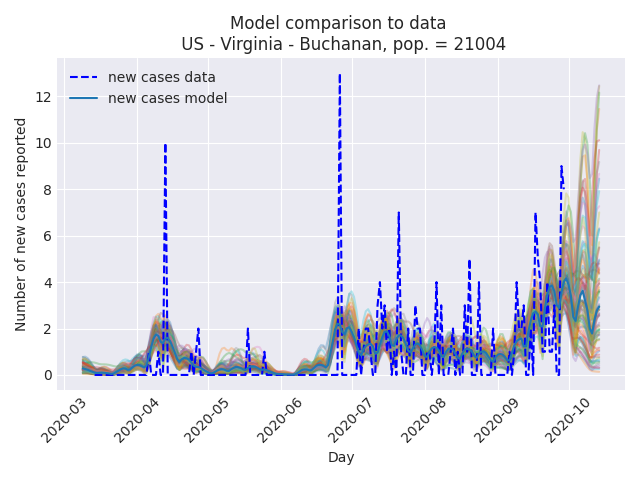 Model comparison to data
US - Virginia - Buchanan, pop. = 21004
new cases data
new cases model
Number of new cases reported
12
10
8
6
4
2
0
2020-03
2020-04
2020-05
2020-06
2020-07
2020-08
2020-09
2020-10
Day